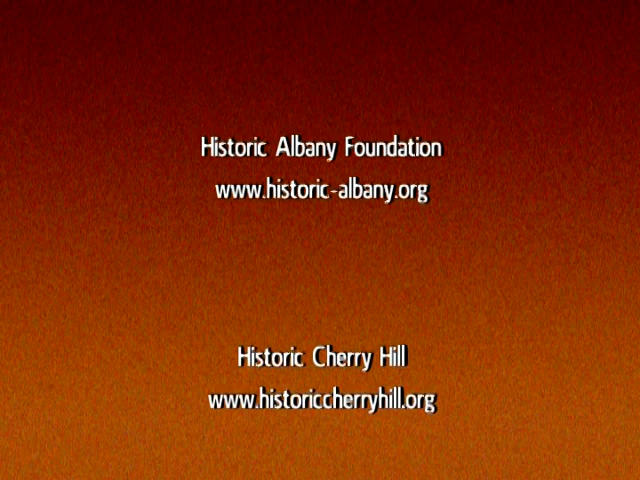 Historic Albany Foundation
www.historic-albany.org
Historic Cherry Hill
www.historiccherryhill.org